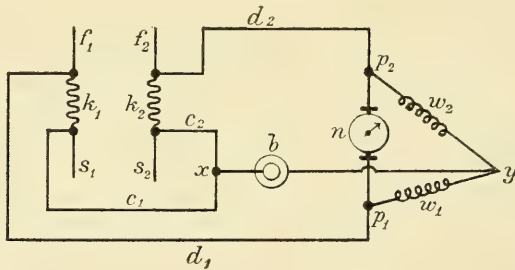 f₁ f₂ d₂
p₂
k₁ k₂ w₂
c₂ n
b
s₁ s₂ x y
c₁ w₁
p₁
d₁